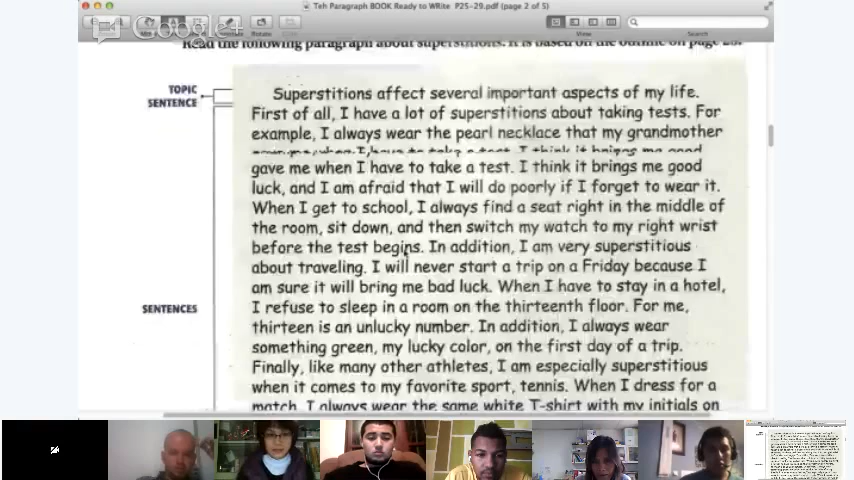 Teh Paragraph BOOK Ready to WRite P25-29.pdf (page 2 of 5)
Google+
Rotate
View
Search
Read the following paragraph about superstitions. It is based on the outline on page
TOPIC
SENTENCE
Superstitions affect several important aspects of my life.
First of all, I have a lot of superstitions about taking tests. For
example, I always wear the pearl necklace that my grandmother
gave me when I have to take a test. I think it brings me good
luck, and I am afraid that I will do poorly if I forget to wear it.
When I get to school, I always find a seat right in the middle of
the room, sit down, and then switch my watch to my right wrist
before the test begins. In addition, I am very superstitious
about traveling. I will never start a trip on a Friday because I
am sure it will bring me bad luck. When I have to stay in a hotel,
SENTENCES
I refuse to sleep in a room on the thirteenth floor. For me,
thirteen is an unlucky number. In addition, I always wear
something green, my lucky color, on the first day of a trip.
Finally, like many other athletes, I am especially superstitious
when it comes to my favorite sport, tennis. When I dress for a
match, I always wear the same white T-shirt with my initials on